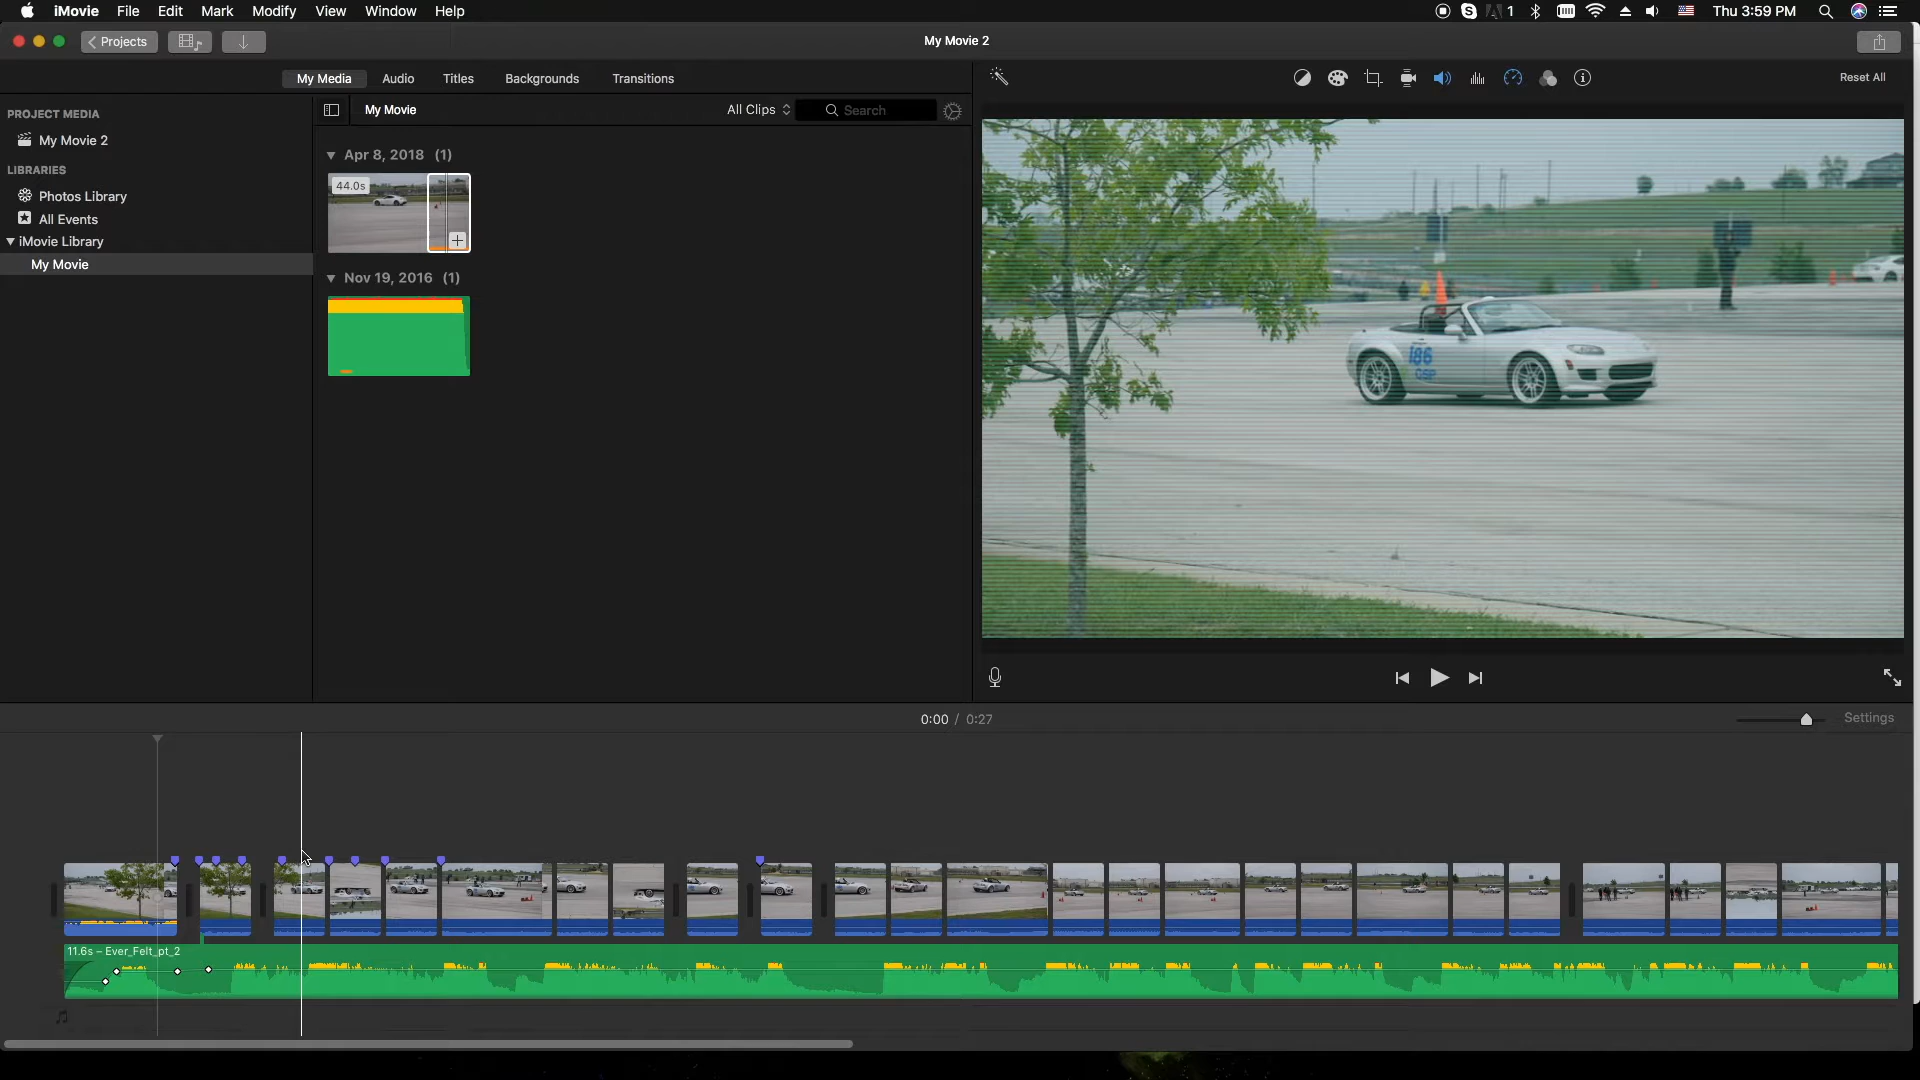 iMovie File Edit Mark Modify View Window Help
1 Thu 3:59 PM
Projects
My Movie 2
My Media Audio Titles Backgrounds Transitions
Reset All
PROJECT MEDIA
My Movie 2
LIBRARIES
Photos Library
All Events
iMovie Library
My Movie
My Movie
All Clips
Search
Apr 8, 2018 (1)
44.0s
Nov 19, 2016 (1)
186
GSP
0:00 / 0:27
Settings
11.6s – Ever_Felt_pt_2